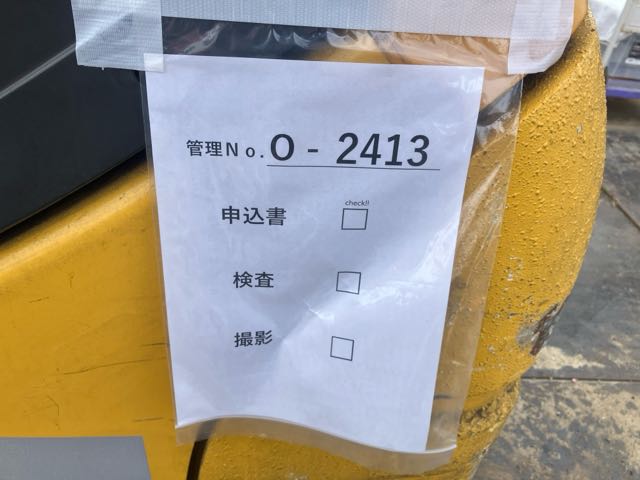 管理No. O - 2413
check!!
申込書 □
検査 □
撮影 □